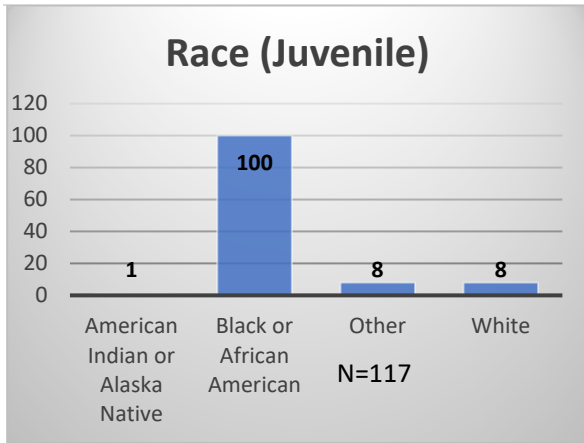 Race (Juvenile)
120
100
80
60
40
20
0
1
100
8
8
American
Indian or
Alaska
Native
Black or
African
American
Other
White
N=117